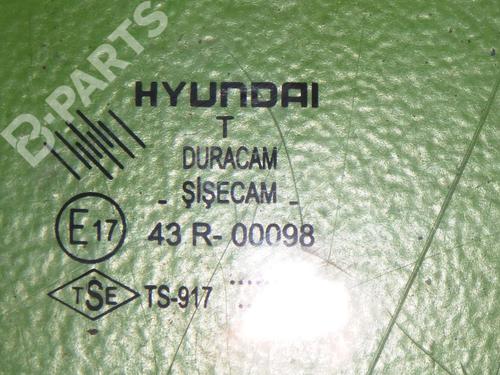 B-PARTS
HYUNDAI
T
DURACAM
- ŞİŞECAM -
E17 43 R- 00098
TSE TS-917